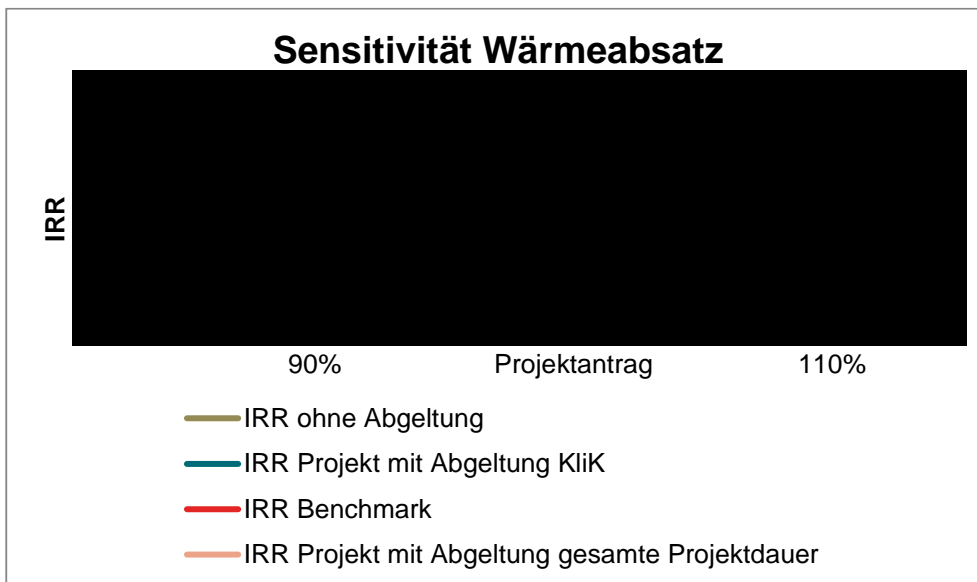 Sensitivität Wärmeabsatz
IRR
90% Projektantrag 110%
IRR ohne Abgeltung
IRR Projekt mit Abgeltung KliK
IRR Benchmark
IRR Projekt mit Abgeltung gesamte Projektdauer